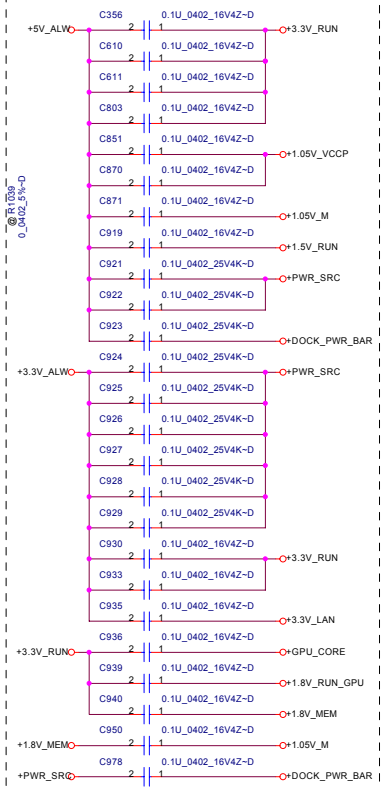 C356 0.1U_0402_16V4Z~D
+5V_ALW 2 1 +3.3V_RUN
C610 0.1U_0402_16V4Z~D
2 1
C611 0.1U_0402_16V4Z~D
2 1
C803 0.1U_0402_16V4Z~D
2 1
C851 0.1U_0402_16V4Z~D
2 1 +1.05V_VCCP
C870 0.1U_0402_16V4Z~D
2 1
@ R1039
0_0402_5%~D
C871 0.1U_0402_16V4Z~D
2 1 +1.05V_M
C919 0.1U_0402_16V4Z~D
2 1 +1.5V_RUN
C921 0.1U_0402_25V4K~D
2 1 +PWR_SRC
C922 0.1U_0402_25V4K~D
2 1
C923 0.1U_0402_25V4K~D
2 1 +DOCK_PWR_BAR
C924 0.1U_0402_25V4K~D
+3.3V_ALW 2 1 +PWR_SRC
C925 0.1U_0402_25V4K~D
2 1
C926 0.1U_0402_25V4K~D
2 1
C927 0.1U_0402_25V4K~D
2 1
C928 0.1U_0402_25V4K~D
2 1
C929 0.1U_0402_25V4K~D
2 1
C930 0.1U_0402_16V4Z~D
2 1 +3.3V_RUN
C933 0.1U_0402_16V4Z~D
2 1
C935 0.1U_0402_16V4Z~D
2 1 +3.3V_LAN
C936 0.1U_0402_16V4Z~D
+3.3V_RUN 2 1 +GPU_CORE
C939 0.1U_0402_16V4Z~D
2 1 +1.8V_RUN_GPU
C940 0.1U_0402_16V4Z~D
2 1 +1.8V_MEM
C950 0.1U_0402_16V4Z~D
+1.8V_MEM 2 1 +1.05V_M
C978 0.1U_0402_25V4K~D
+PWR_SRC 2 1 +DOCK_PWR_BAR